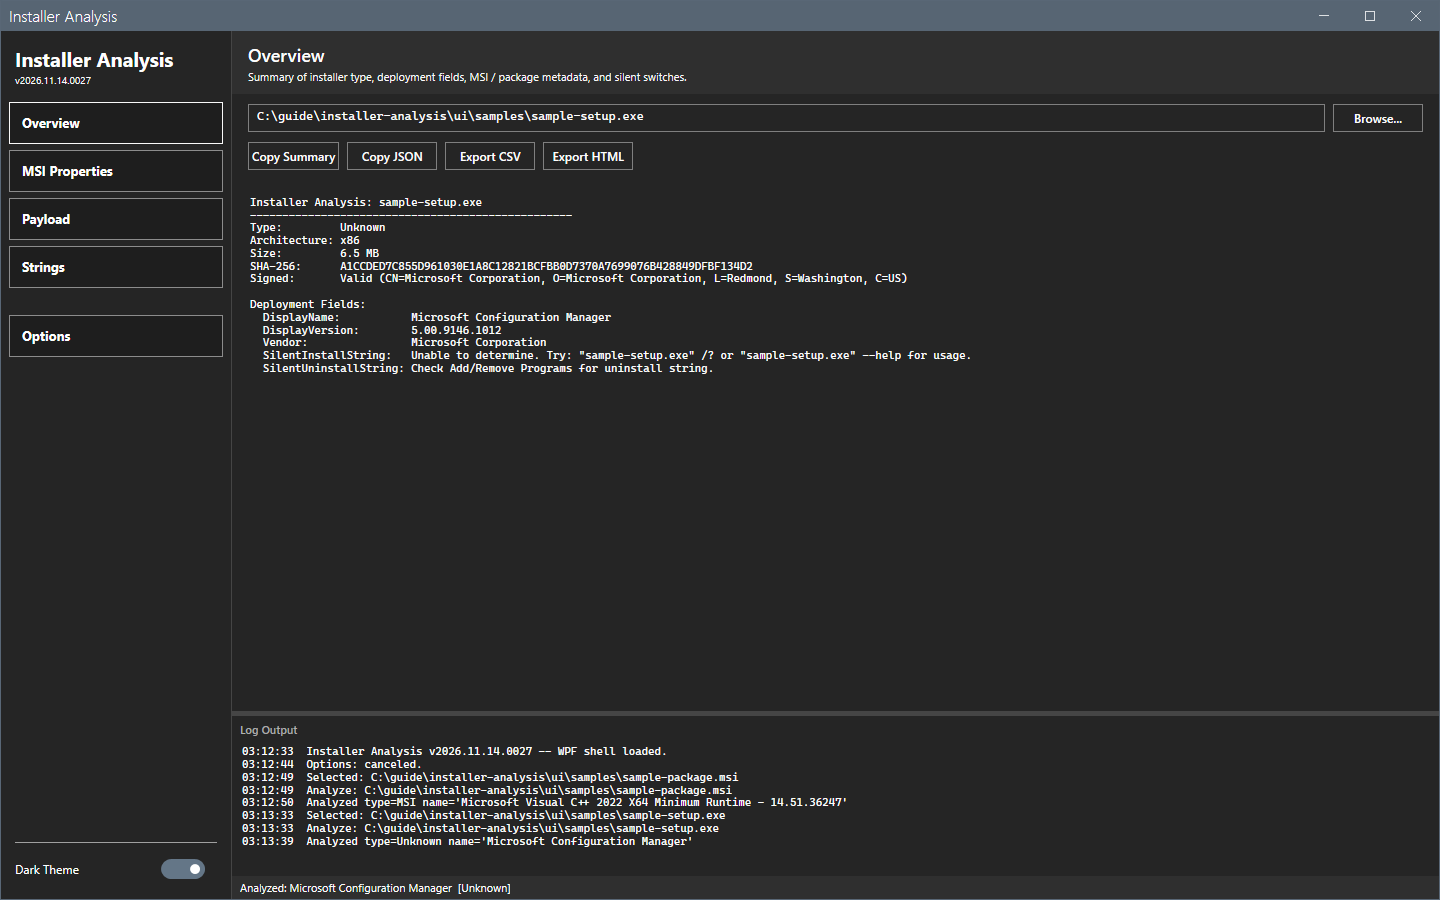 Installer Analysis
Installer Analysis
v2026.11.14.0027
Overview
MSI Properties
Payload
Strings
Options
Dark Theme
Overview
Summary of installer type, deployment fields, MSI / package metadata, and silent switches.
C:\guide\installer-analysis\ui\samples\sample-setup.exe
Browse...
Copy Summary
Copy JSON
Export CSV
Export HTML
Installer Analysis: sample-setup.exe
--------------------------------------------------
Type: Unknown
Architecture: x86
Size: 6.5 MB
SHA-256: A1CCDED7C855D961030E1A8C12821BCFBB0D7370A7699076B428849DFBF134D2
Signed: Valid (CN=Microsoft Corporation, O=Microsoft Corporation, L=Redmond, S=Washington, C=US)
Deployment Fields:
DisplayName: Microsoft Configuration Manager
DisplayVersion: 5.00.9146.1012
Vendor: Microsoft Corporation
SilentInstallString: Unable to determine. Try: "sample-setup.exe" /? or "sample-setup.exe" --help for usage.
SilentUninstallString: Check Add/Remove Programs for uninstall string.
Log Output
03:12:33 Installer Analysis v2026.11.14.0027 -- WPF shell loaded.
03:12:44 Options: canceled.
03:12:49 Selected: C:\guide\installer-analysis\ui\samples\sample-package.msi
03:12:49 Analyze: C:\guide\installer-analysis\ui\samples\sample-package.msi
03:12:50 Analyzed type=MSI name='Microsoft Visual C++ 2022 X64 Minimum Runtime - 14.51.36247'
03:13:33 Selected: C:\guide\installer-analysis\ui\samples\sample-setup.exe
03:13:33 Analyze: C:\guide\installer-analysis\ui\samples\sample-setup.exe
03:13:39 Analyzed type=Unknown name='Microsoft Configuration Manager'
Analyzed: Microsoft Configuration Manager [Unknown]